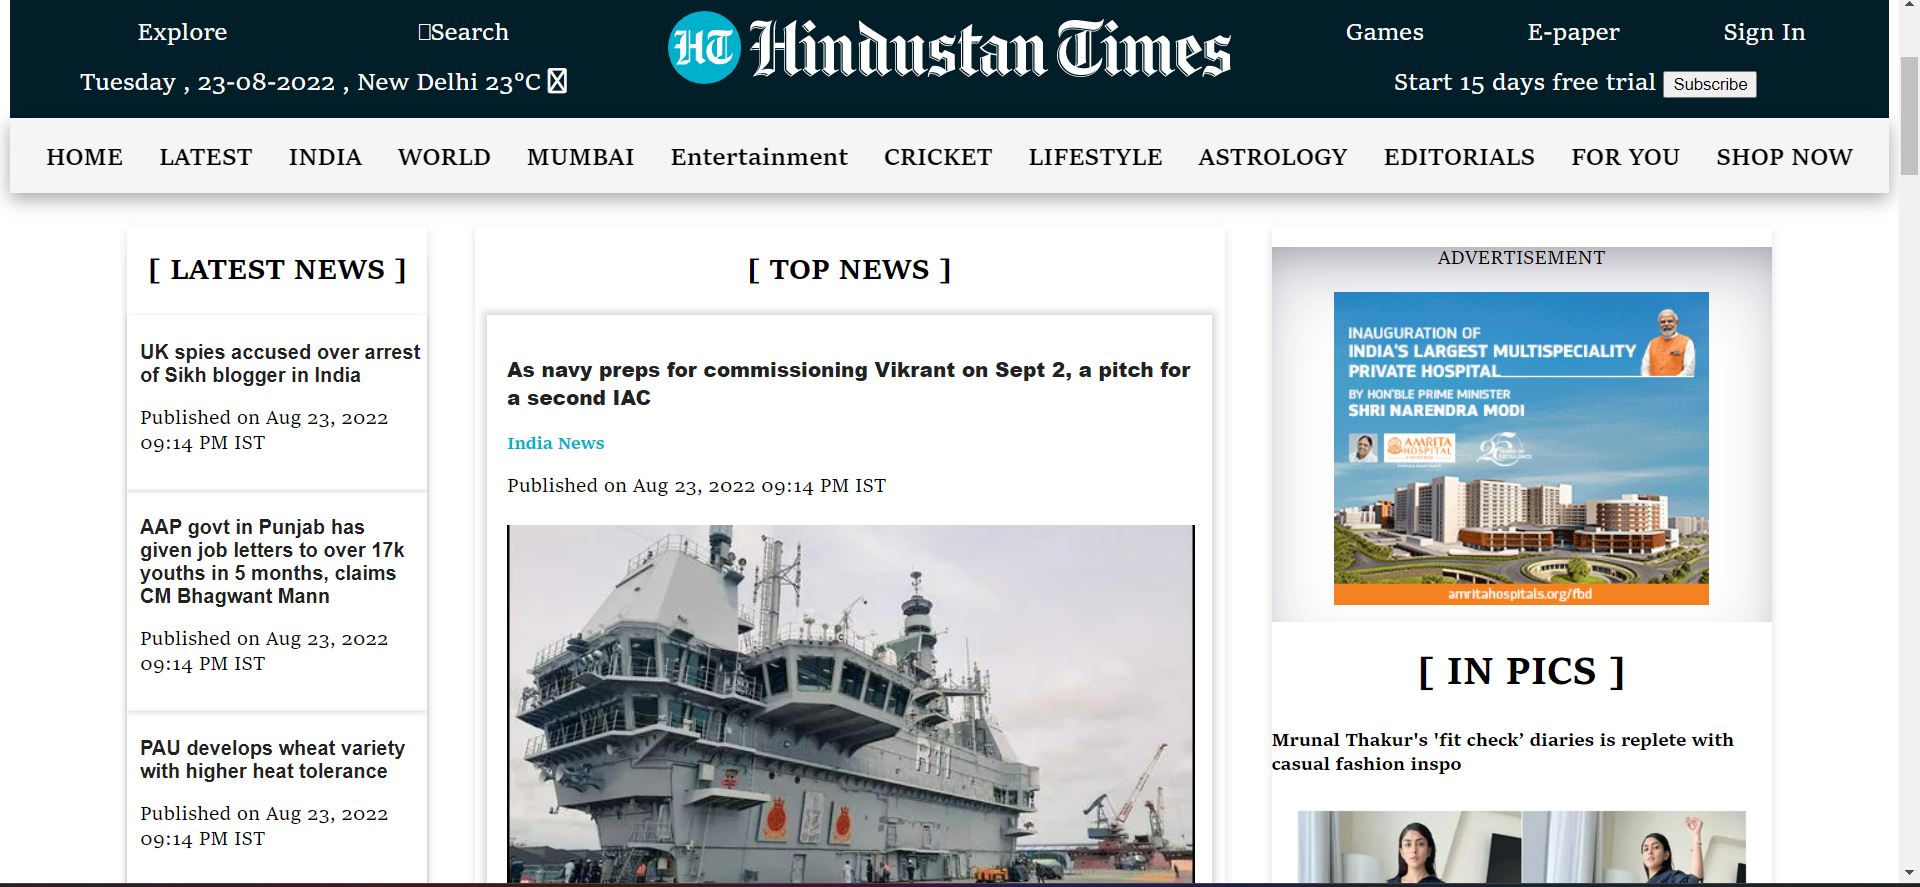 Explore
Search
HT Hindustan Times
Games
E-paper
Sign In
Tuesday , 23-08-2022 , New Delhi 23°C
Start 15 days free trial Subscribe
HOME LATEST INDIA WORLD MUMBAI Entertainment CRICKET LIFESTYLE ASTROLOGY EDITORIALS FOR YOU SHOP NOW
[ LATEST NEWS ]
UK spies accused over arrest
of Sikh blogger in India
Published on Aug 23, 2022
09:14 PM IST
AAP govt in Punjab has
given job letters to over 17k
youths in 5 months, claims
CM Bhagwant Mann
Published on Aug 23, 2022
09:14 PM IST
PAU develops wheat variety
with higher heat tolerance
Published on Aug 23, 2022
09:14 PM IST
[ TOP NEWS ]
As navy preps for commissioning Vikrant on Sept 2, a pitch for
a second IAC
India News
Published on Aug 23, 2022 09:14 PM IST
R11
ADVERTISEMENT
INAUGURATION OF
INDIA'S LARGEST MULTISPECIALITY
PRIVATE HOSPITAL
BY HON'BLE PRIME MINISTER
SHRI NARENDRA MODI
AMRITA
HOSPITAL
25
YEARS OF
EXCELLENCE
amritahospitals.org/fbd
[ IN PICS ]
Mrunal Thakur's 'fit check’ diaries is replete with
casual fashion inspo